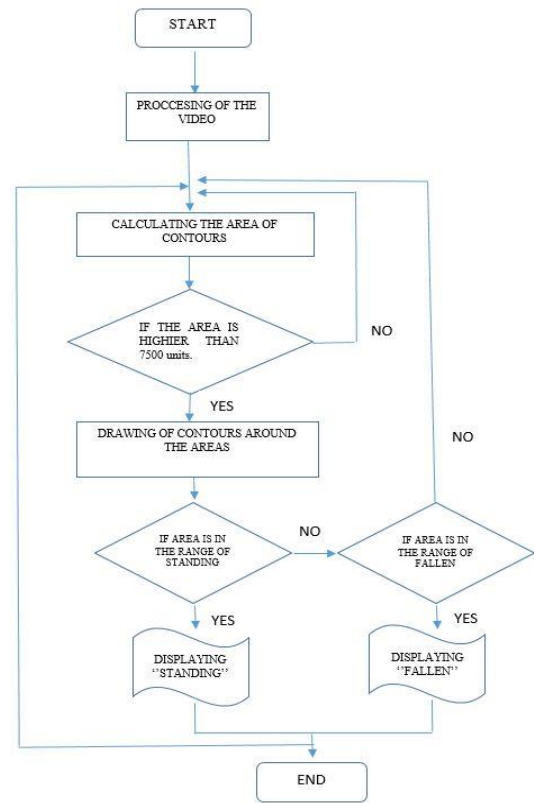 START
PROCCESING OF THE
VIDEO
CALCULATING THE AREA OF
CONTOURS
IF THE AREA IS
HIGHIER THAN
7500 units.
NO
YES
DRAWING OF CONTOURS AROUND
THE AREAS
NO
IF AREA IS IN
THE RANGE OF
STANDING
NO
IF AREA IS IN
THE RANGE OF
FALLEN
YES
YES
DISPLAYING
‘’STANDING’’
DISPLAYING
‘’FALLEN’’
END